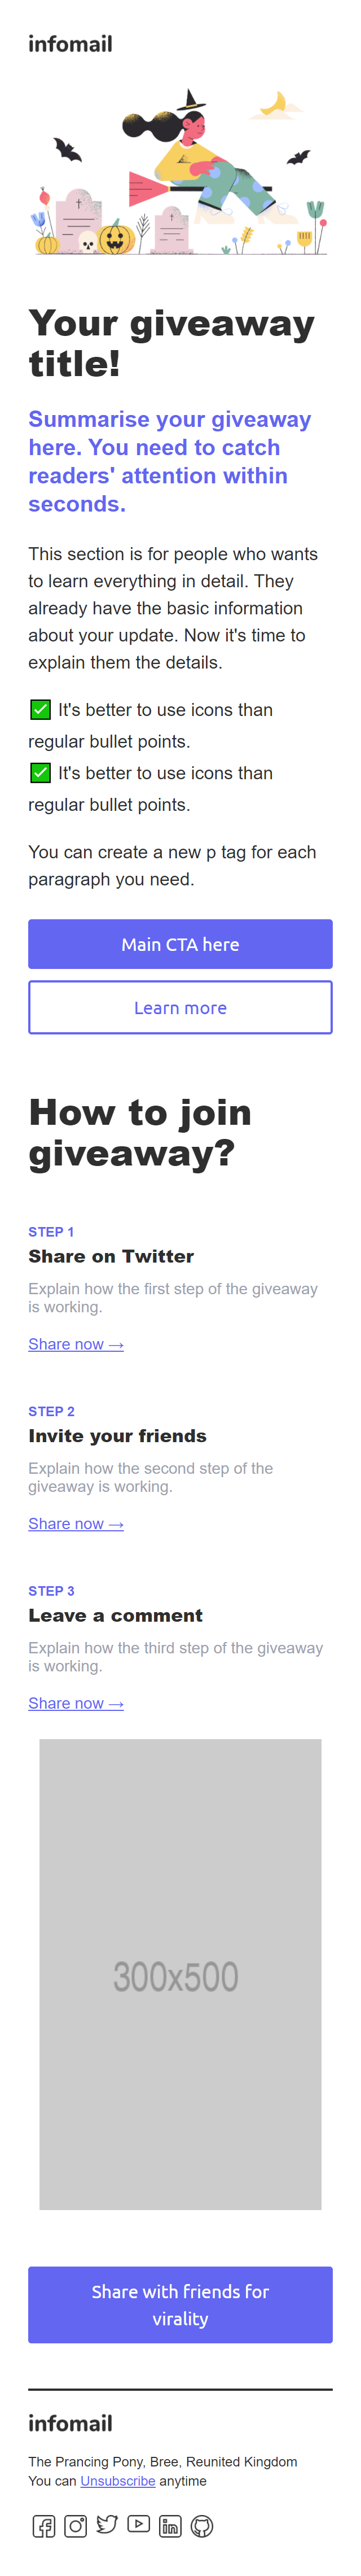 infomail
Your giveaway
title!
Summarise your giveaway
here. You need to catch
readers' attention within
seconds.
This section is for people who wants
to learn everything in detail. They
already have the basic information
about your update. Now it's time to
explain them the details.
✅ It's better to use icons than
regular bullet points.
✅ It's better to use icons than
regular bullet points.
You can create a new p tag for each
paragraph you need.
Main CTA here
Learn more
How to join
giveaway?
STEP 1
Share on Twitter
Explain how the first step of the giveaway
is working.
Share now →
STEP 2
Invite your friends
Explain how the second step of the
giveaway is working.
Share now →
STEP 3
Leave a comment
Explain how the third step of the giveaway
is working.
Share now →
300x500
Share with friends for
virality
infomail
The Prancing Pony, Bree, Reunited Kingdom
You can Unsubscribe anytime